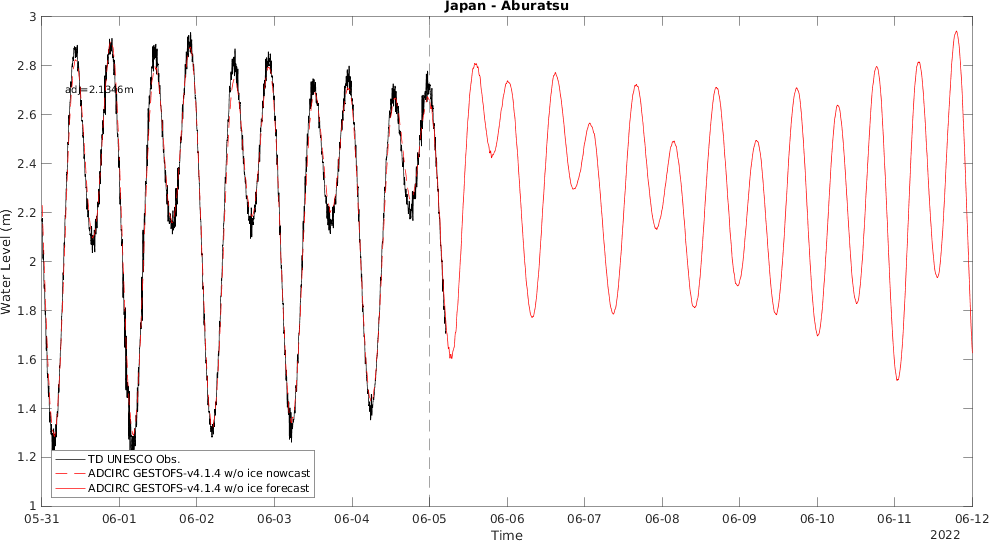 Japan - Aburatsu
3
2.8
adj=2.1346m
2.6
2.4
2.2
2
1.8
1.6
1.4
1.2
1
Water Level (m)
TD UNESCO Obs.
ADCIRC GESTOFS-v4.1.4 w/o ice nowcast
ADCIRC GESTOFS-v4.1.4 w/o ice forecast
05-31 06-01 06-02 06-03 06-04 06-05 06-06 06-07 06-08 06-09 06-10 06-11 06-12
Time
2022